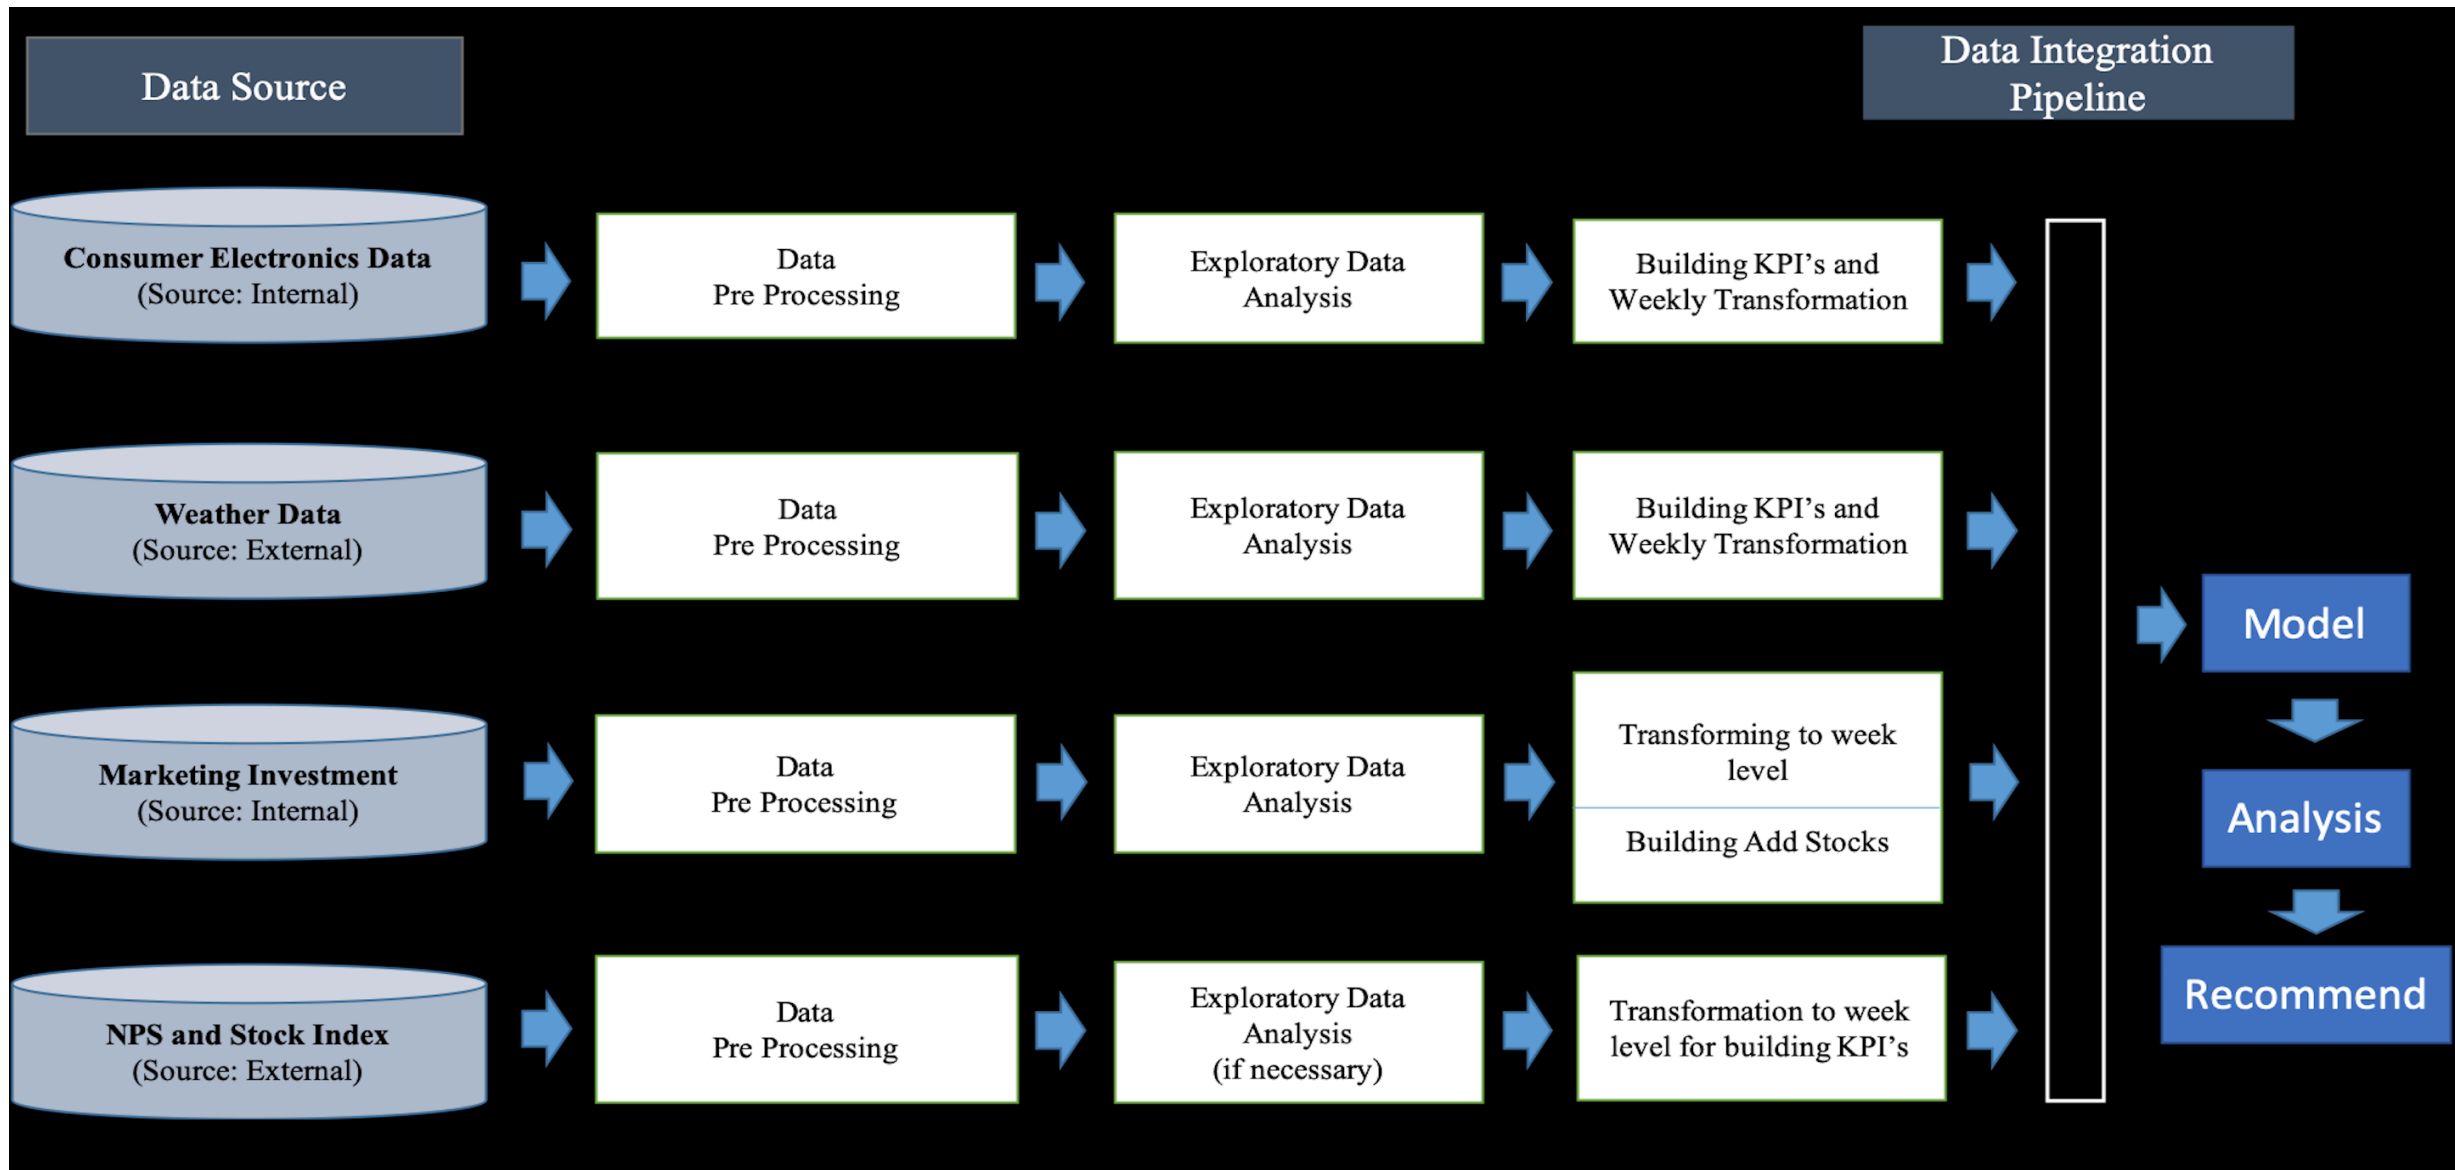 Data Source
Data Integration
Pipeline
Consumer Electronics Data
(Source: Internal)
Data
Pre Processing
Exploratory Data
Analysis
Building KPI’s and
Weekly Transformation
Weather Data
(Source: External)
Data
Pre Processing
Exploratory Data
Analysis
Building KPI’s and
Weekly Transformation
Marketing Investment
(Source: Internal)
Data
Pre Processing
Exploratory Data
Analysis
Transforming to week
level
Building Add Stocks
NPS and Stock Index
(Source: External)
Data
Pre Processing
Exploratory Data
Analysis
(if necessary)
Transformation to week
level for building KPI’s
Model
Analysis
Recommend